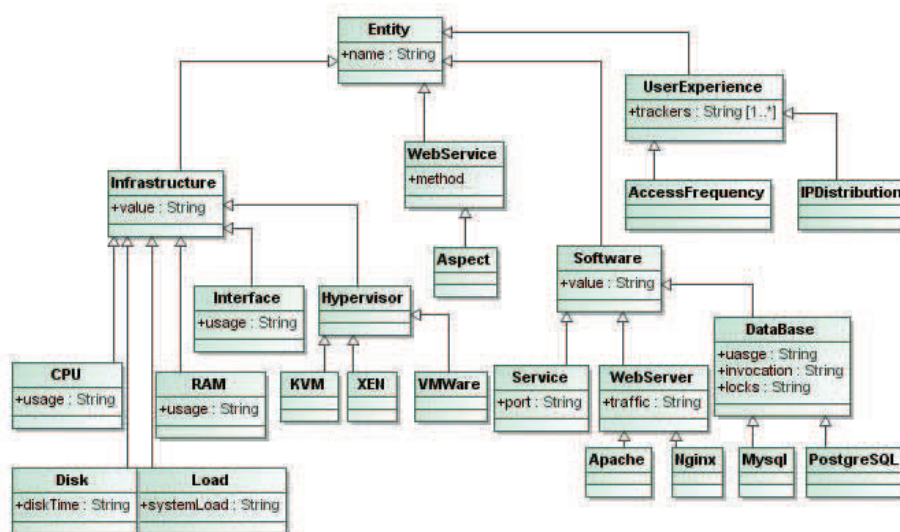 Entity
+name : String
UserExperience
+trackers : String [1..*]
WebService
+method
Infrastructure
+value : String
AccessFrequency
IPDistribution
Aspect
Software
+value : String
Interface
+usage : String
Hypervisor
DataBase
+uasge : String
+invocation : String
+locks : String
CPU
+usage : String
RAM
+usage : String
KVM
XEN
VMWare
Service
+port : String
WebServer
+traffic : String
Apache
Nginx
Mysql
PostgreSQL
Disk
+diskTime : String
Load
+systemLoad : String